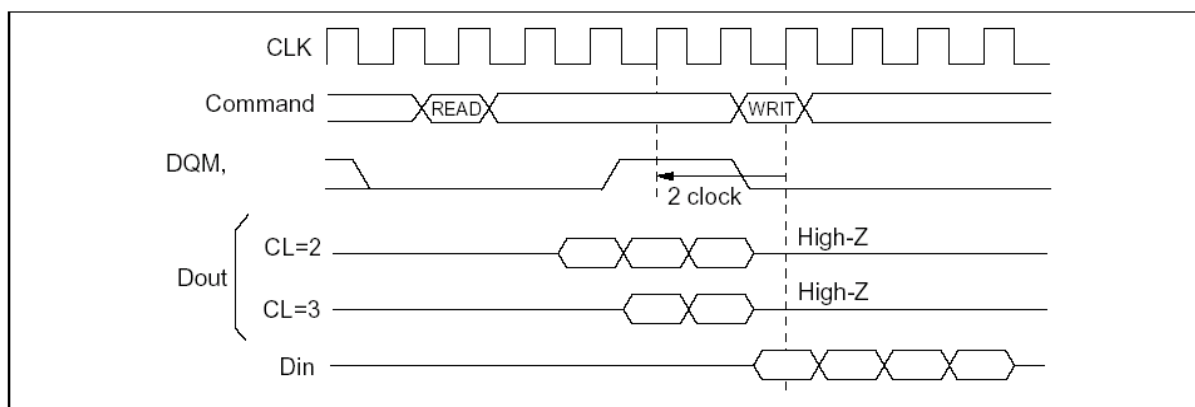 CLK
Command READ WRIT
DQM,
2 clock
CL=2 High-Z
Dout
CL=3 High-Z
Din